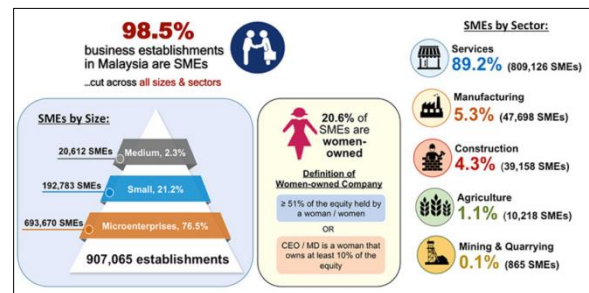 98.5%
business establishments
in Malaysia are SMEs
...cut across all sizes & sectors
SMEs by Size:
20,612 SMEs
Medium, 2.3%
192,783 SMEs
Small, 21.2%
693,670 SMEs
Microenterprises, 76.5%
907,065 establishments
20.6% of
SMEs are
women-
owned
Definition of
Women-owned Company
≥ 51% of the equity held by
a woman / women
OR
CEO / MD is a woman that
owns at least 10% of the
equity
SMEs by Sector:
Services
89.2% (809,126 SMEs)
Manufacturing
5.3% (47,698 SMEs)
Construction
4.3% (39,158 SMEs)
Agriculture
1.1% (10,218 SMEs)
Mining & Quarrying
0.1% (865 SMEs)